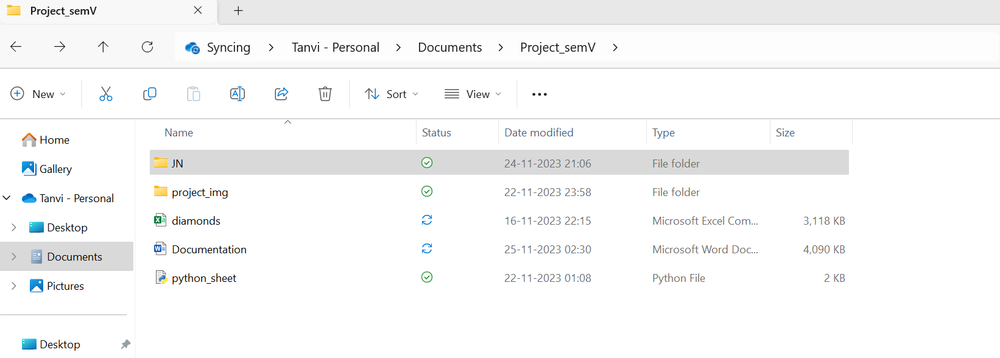 Project_semV
Syncing > Tanvi - Personal > Documents > Project_semV >
New Sort View
Name Status Date modified Type Size
Home
Gallery
Tanvi - Personal
Desktop
Documents
Pictures
Desktop
JN 24-11-2023 21:06 File folder
project_img 22-11-2023 23:58 File folder
diamonds 16-11-2023 22:15 Microsoft Excel Com... 3,118 KB
Documentation 25-11-2023 02:30 Microsoft Word Doc... 4,090 KB
python_sheet 22-11-2023 01:08 Python File 2 KB